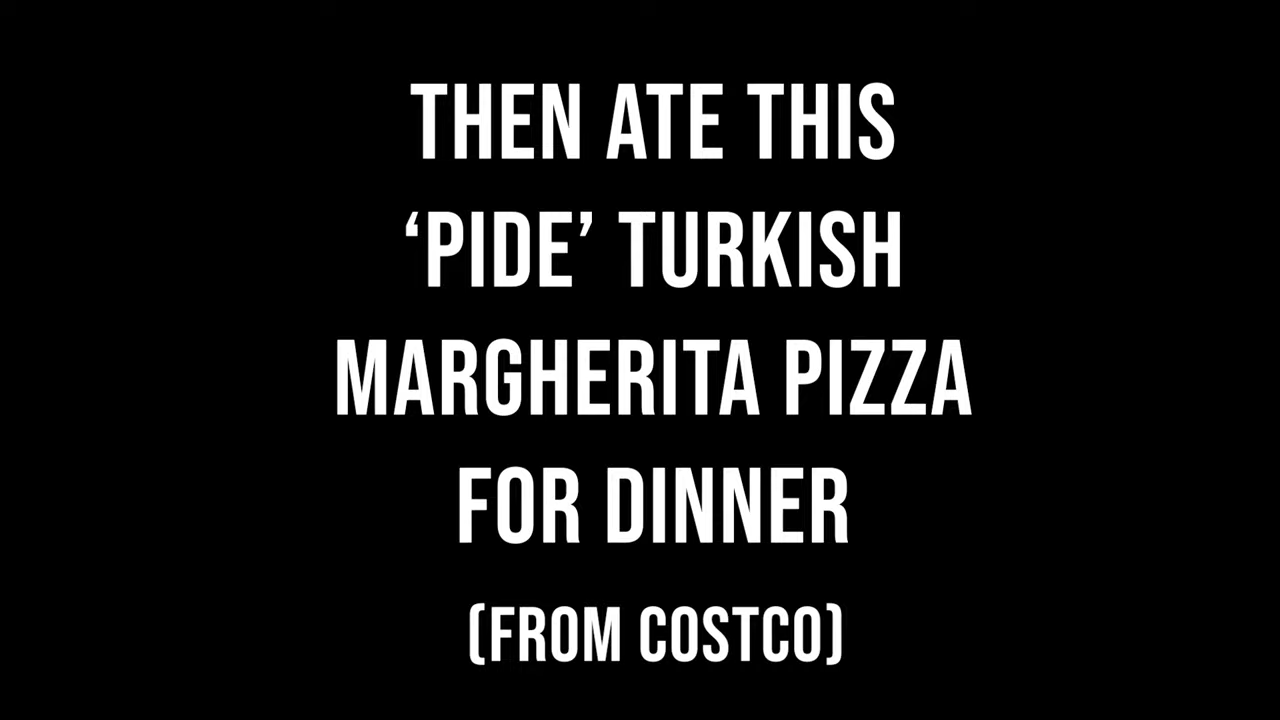 THEN ATE THIS
‘PIDE’ TURKISH
MARGHERITA PIZZA
FOR DINNER
(FROM COSTCO)